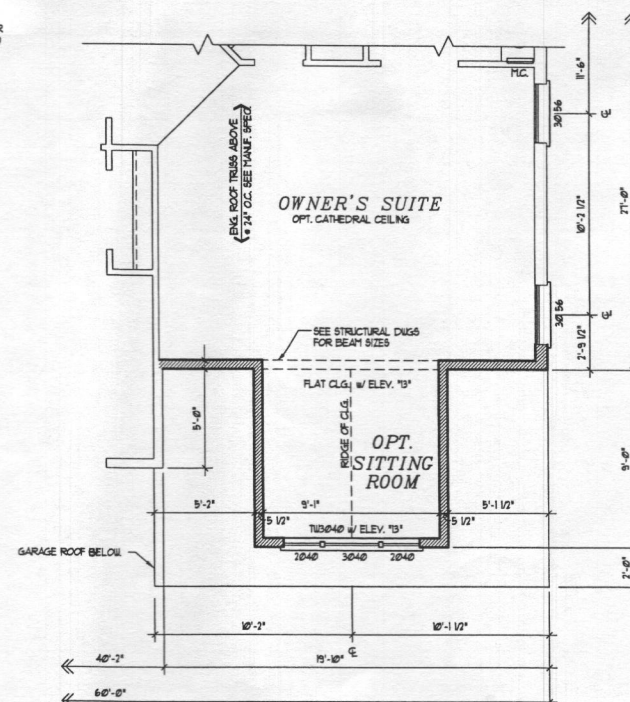 M.C.
11'-6"
30156
ENG. ROOF TRUSS ABOVE
@ 24" O.C. SEE MANUF. SPECS
OWNER'S SUITE
OPT. CATHEDRAL CEILING
10'-2 1/2"
21'-0"
SEE STRUCTURAL DWGS
FOR BEAM SIZES
30156
2'-9 1/2"
FLAT CLG. w/ ELEV. "13"
5'-0"
RIDGE OF CLG.
OPT.
SITTING
ROOM
9'-0"
5'-2"
9'-1"
5'-1 1/2"
5 1/2"
5 1/2"
TW3040 w/ ELEV. "13"
GARAGE ROOF BELOW
2040
3040
2040
2'-0"
10'-2"
10'-1 1/2"
40'-2"
19'-10"
60'-0"